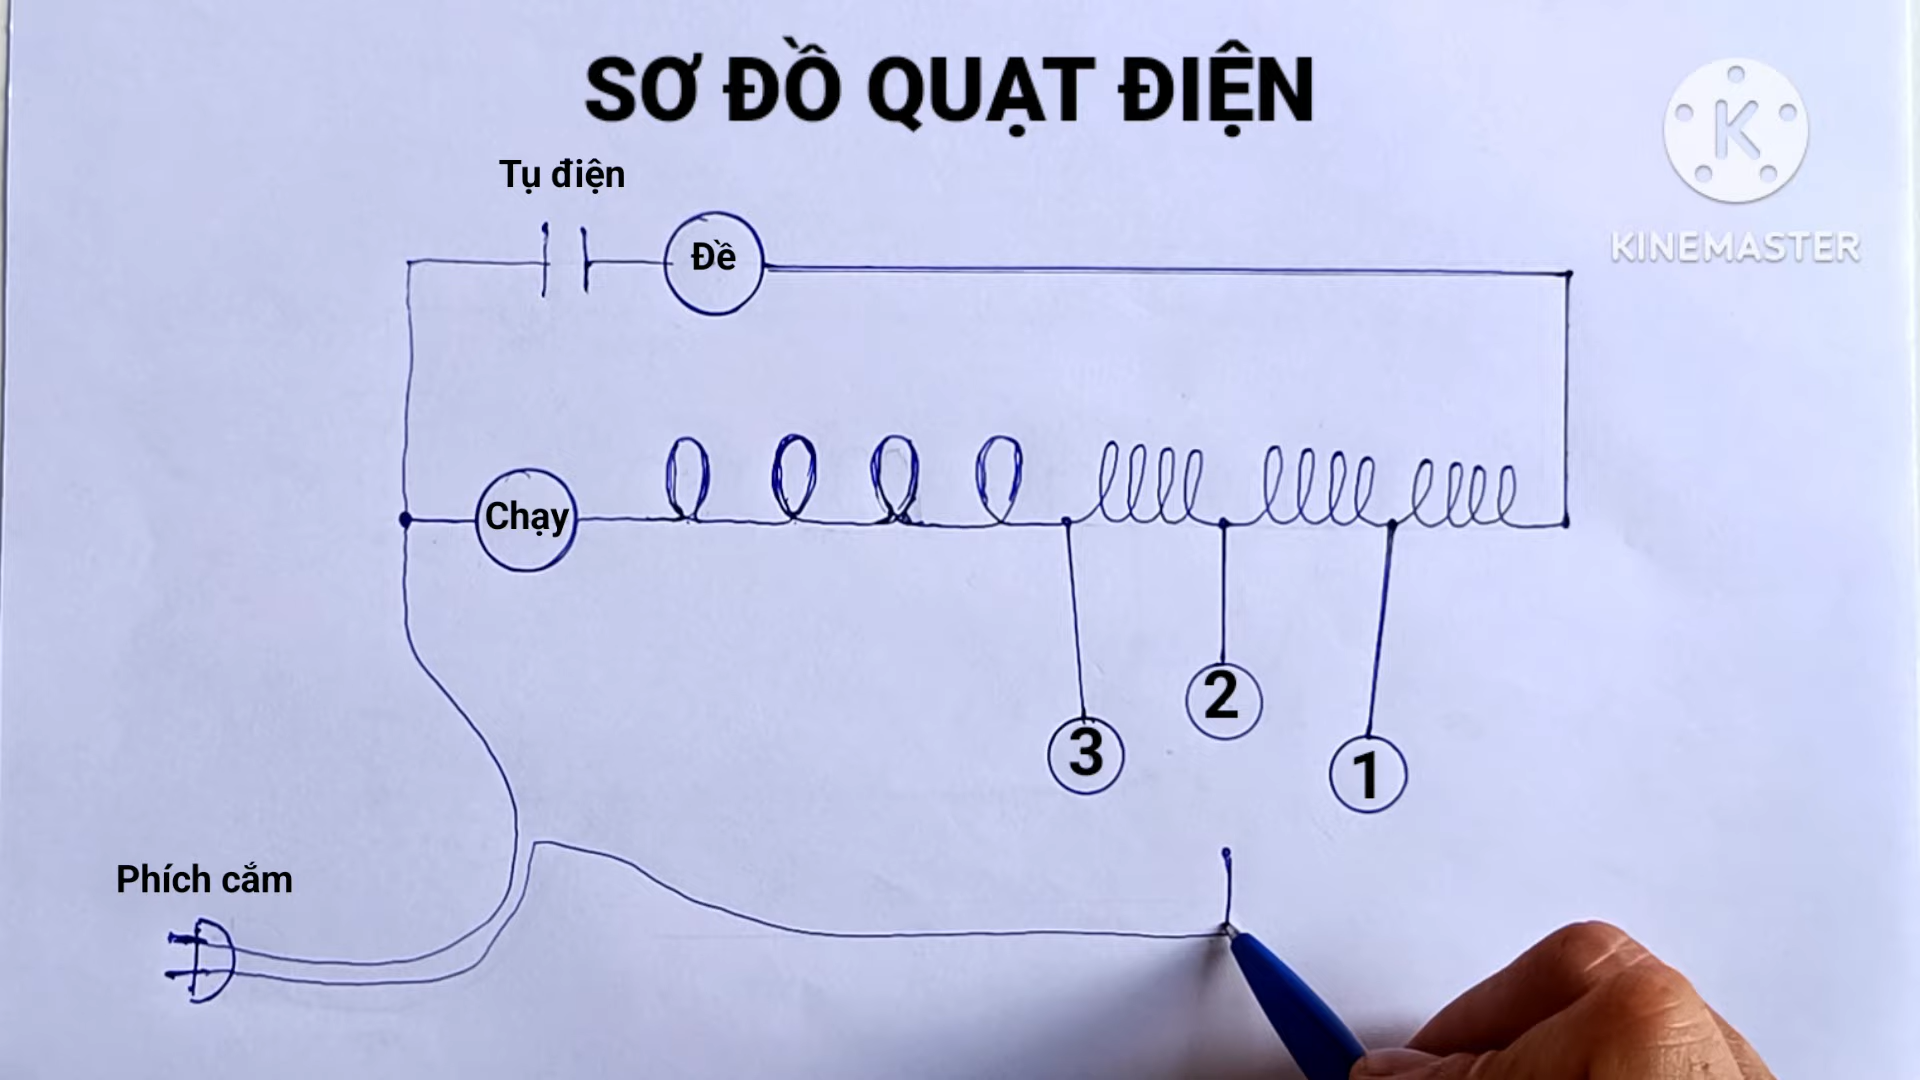 SƠ ĐỒ QUẠT ĐIỆN
K
KINEMASTER
Tụ điện
Đề
Chạy
3
2
1
Phích cắm